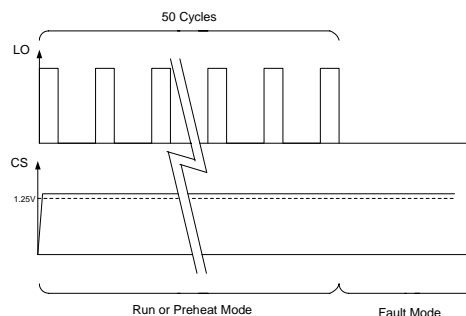 50 Cycles
LO
CS
1.25V
Run or Preheat Mode
Fault Mode